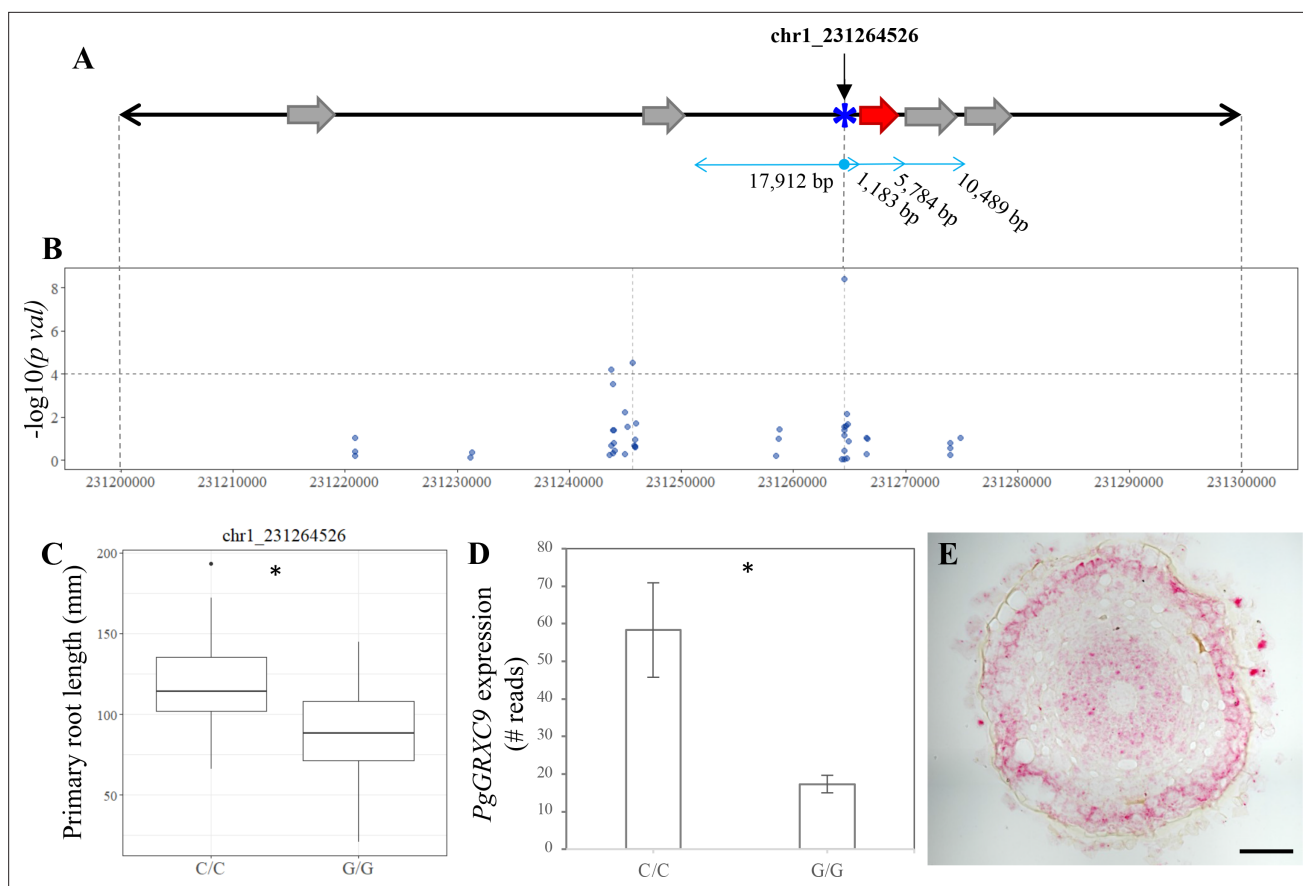 chr1_231264526
A
17,912 bp
1,183 bp
5,784 bp
10,489 bp
B
-log10(p val)
8
6
4
2
0
231200000 231210000 231220000 231230000 231240000 231250000 231260000 231270000 231280000 231290000 231300000
C
chr1_231264526
Primary root length (mm)
200
150
100
50
*
C/C G/G
D
PgGRXC9 expression
(# reads)
80
70
60
50
40
30
20
10
0
*
C/C G/G
E